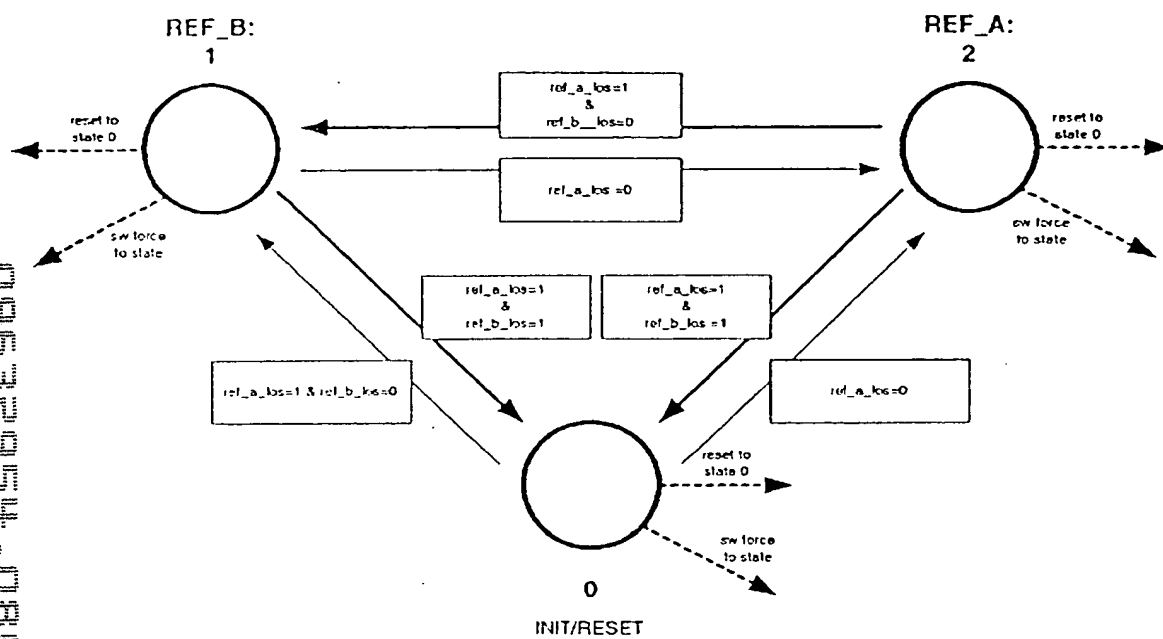 REF_B:
1
REF_A:
2
ref_a_los=1
&
ref_b__los=0
reset to
state 0
reset to
state 0
ref_a_los =0
sw force
to state
sw force
to state
ref_a_los=1
&
ref_b_los=1
ref_a_los=1
&
ref_b_los =1
ref_a_los=1 & ref_b_los=0
ref_a_los=0
reset to
state 0
sw force
to state
0
INIT/RESET